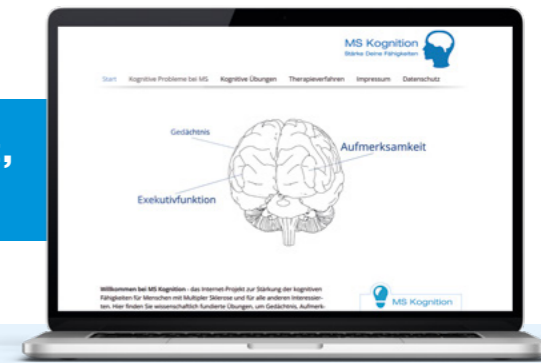 MS Kognition
Stärke Deine Fähigkeiten
Start Kognitive Probleme bei MS Kognitive Übungen Therapieverfahren Impressum Datenschutz
Gedächtnis
Aufmerksamkeit
Exekutivfunktion
,
Willkommen bei MS Kognition - das Internet-Projekt zur Stärkung der kognitiven
Fähigkeiten für Menschen mit Multipler Sklerose und für alle anderen Interessier-
ten. Hier finden Sie wissenschaftlich fundierte Übungen, um Gedächtnis, Aufmerk-
MS Kognition